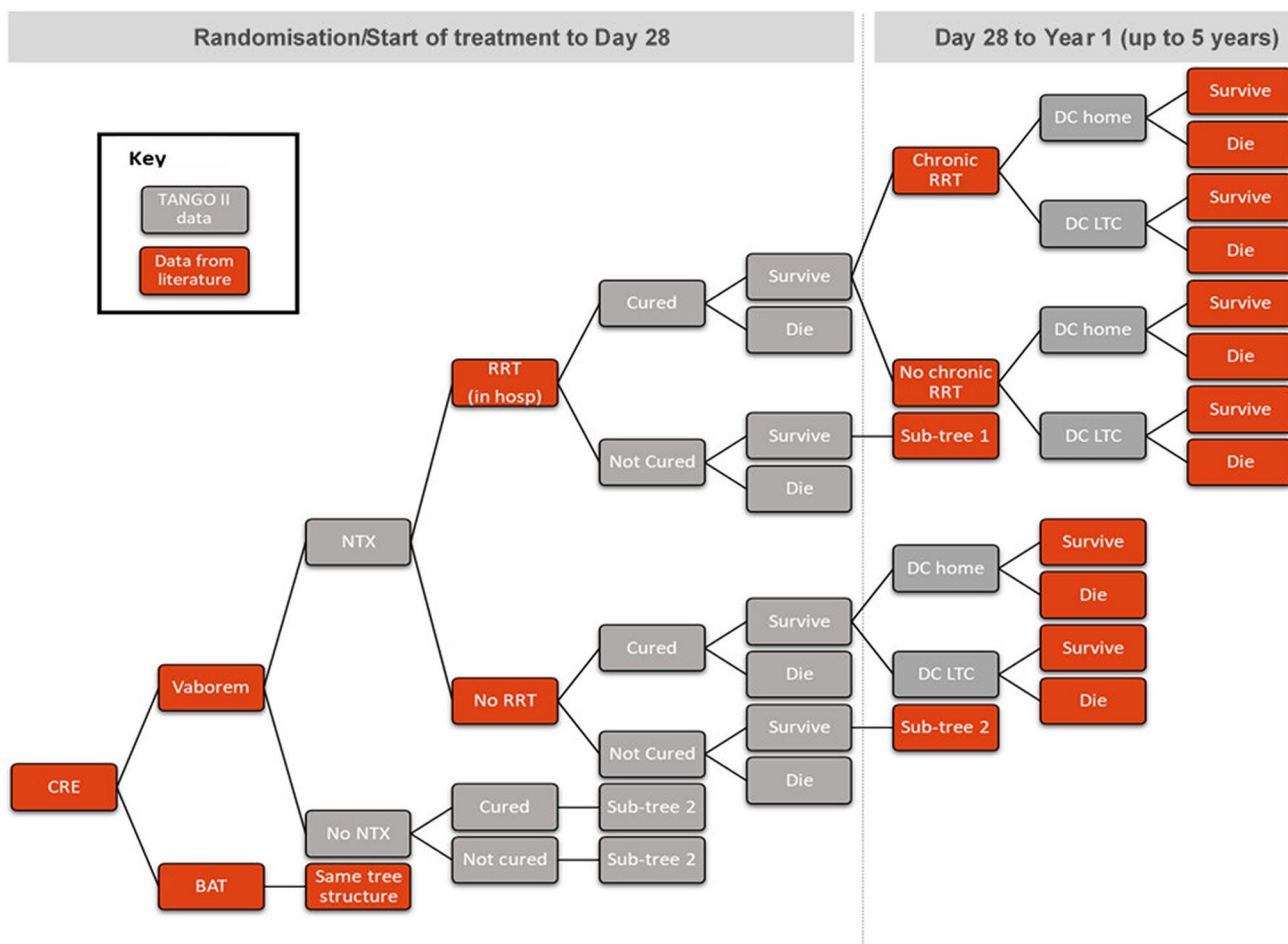 Randomisation/Start of treatment to Day 28
Day 28 to Year 1 (up to 5 years)
Key
TANGO II
data
Data from
literature
CRE
Vaborem
BAT
NTX
No NTX
Same tree
structure
RRT
(in hosp)
No RRT
Cured
Not cured
Cured
Not Cured
Cured
Not Cured
Sub-tree 2
Sub-tree 2
Survive
Die
Survive
Die
Survive
Die
Survive
Die
Chronic
RRT
No chronic
RRT
Sub-tree 1
DC home
DC LTC
Sub-tree 2
DC home
DC LTC
DC home
DC LTC
Survive
Die
Survive
Die
Survive
Die
Survive
Die
Survive
Die
Survive
Die